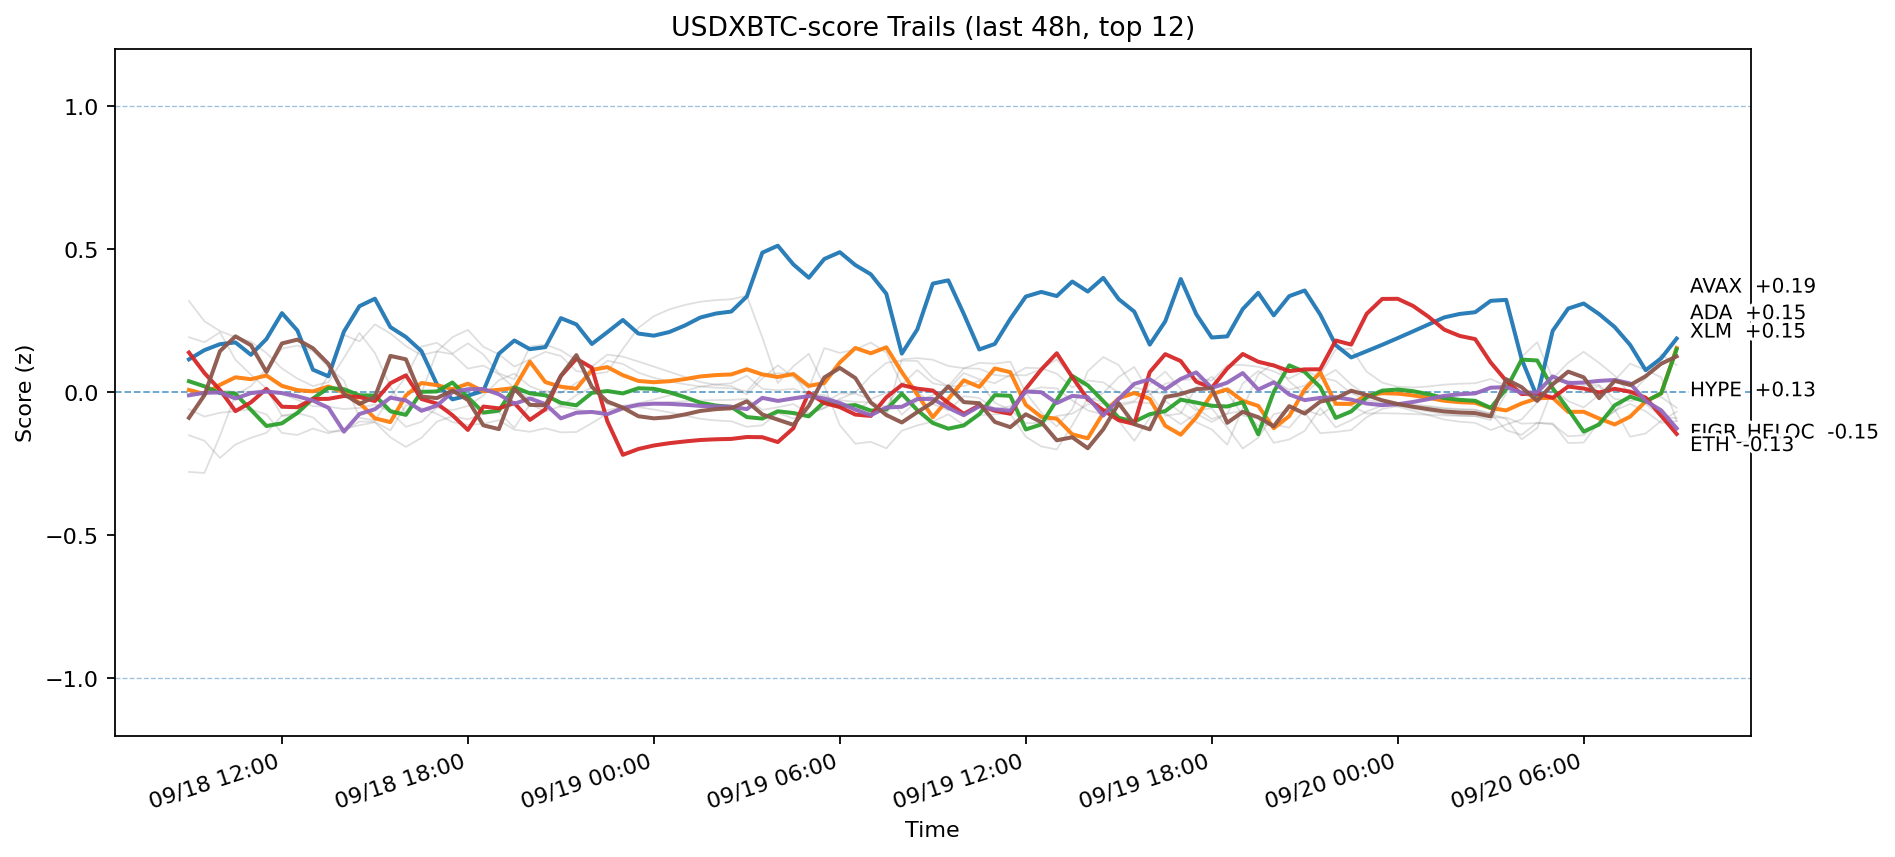 USDXBTC-score Trails (last 48h, top 12)
Score (z)
1.0
0.5
0.0
−0.5
−1.0
AVAX +0.19
ADA +0.15
XLM +0.15
HYPE +0.13
FIGR_HELOC -0.15
ETH -0.13
09/18 12:00
09/18 18:00
09/19 00:00
09/19 06:00
09/19 12:00
09/19 18:00
09/20 00:00
09/20 06:00
Time